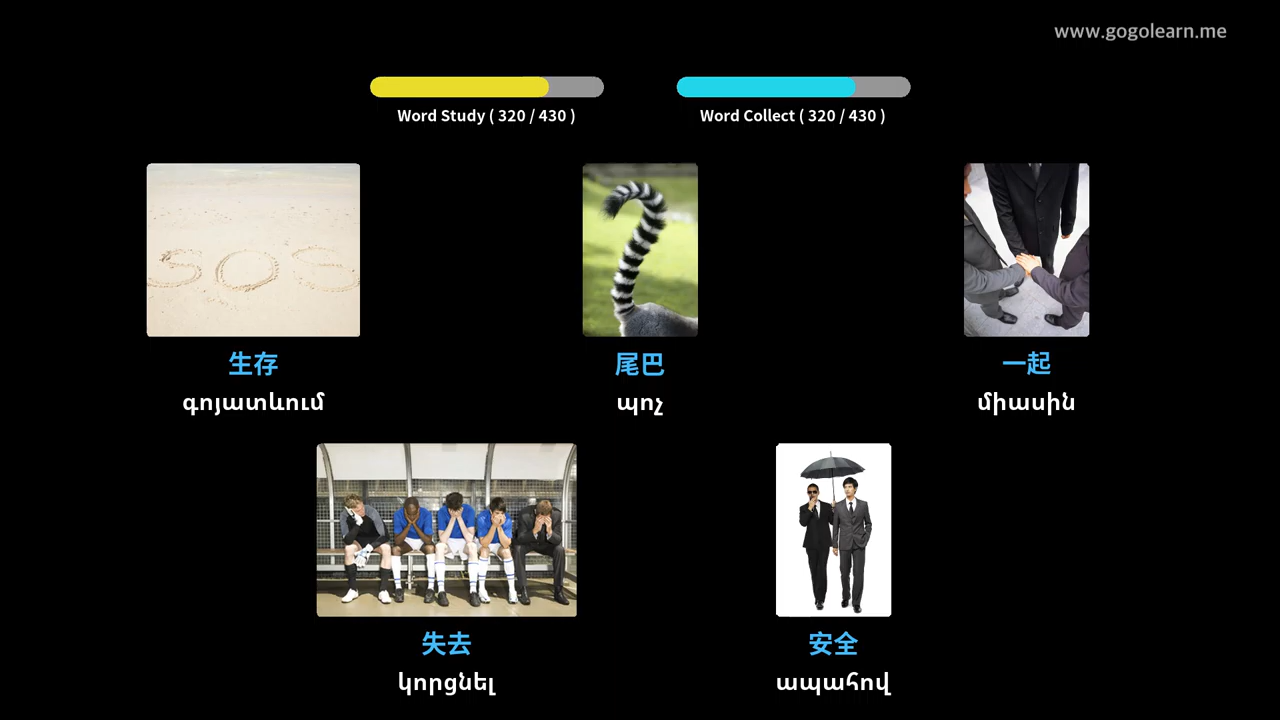 www.gogolearn.me
Word Study ( 320 / 430 )
Word Collect ( 320 / 430 )
SOS
生存
գոյատևում
尾巴
պոչ
一起
միասին
失去
կորցնել
安全
ապահով